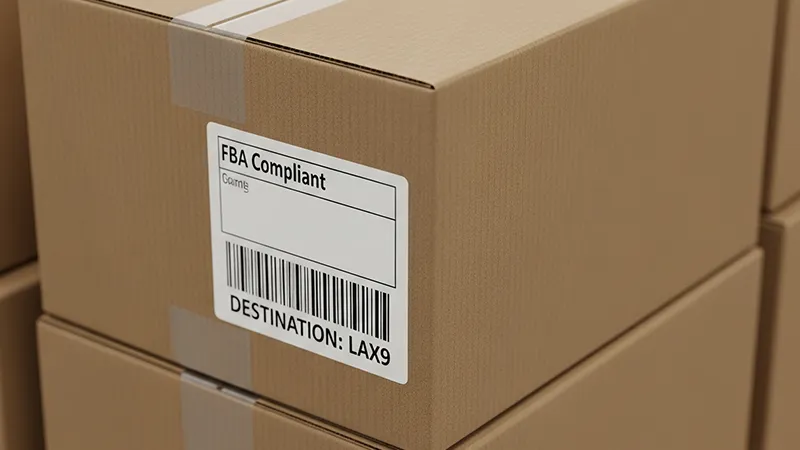 FBA Compliant
DESTINATION: LAX9